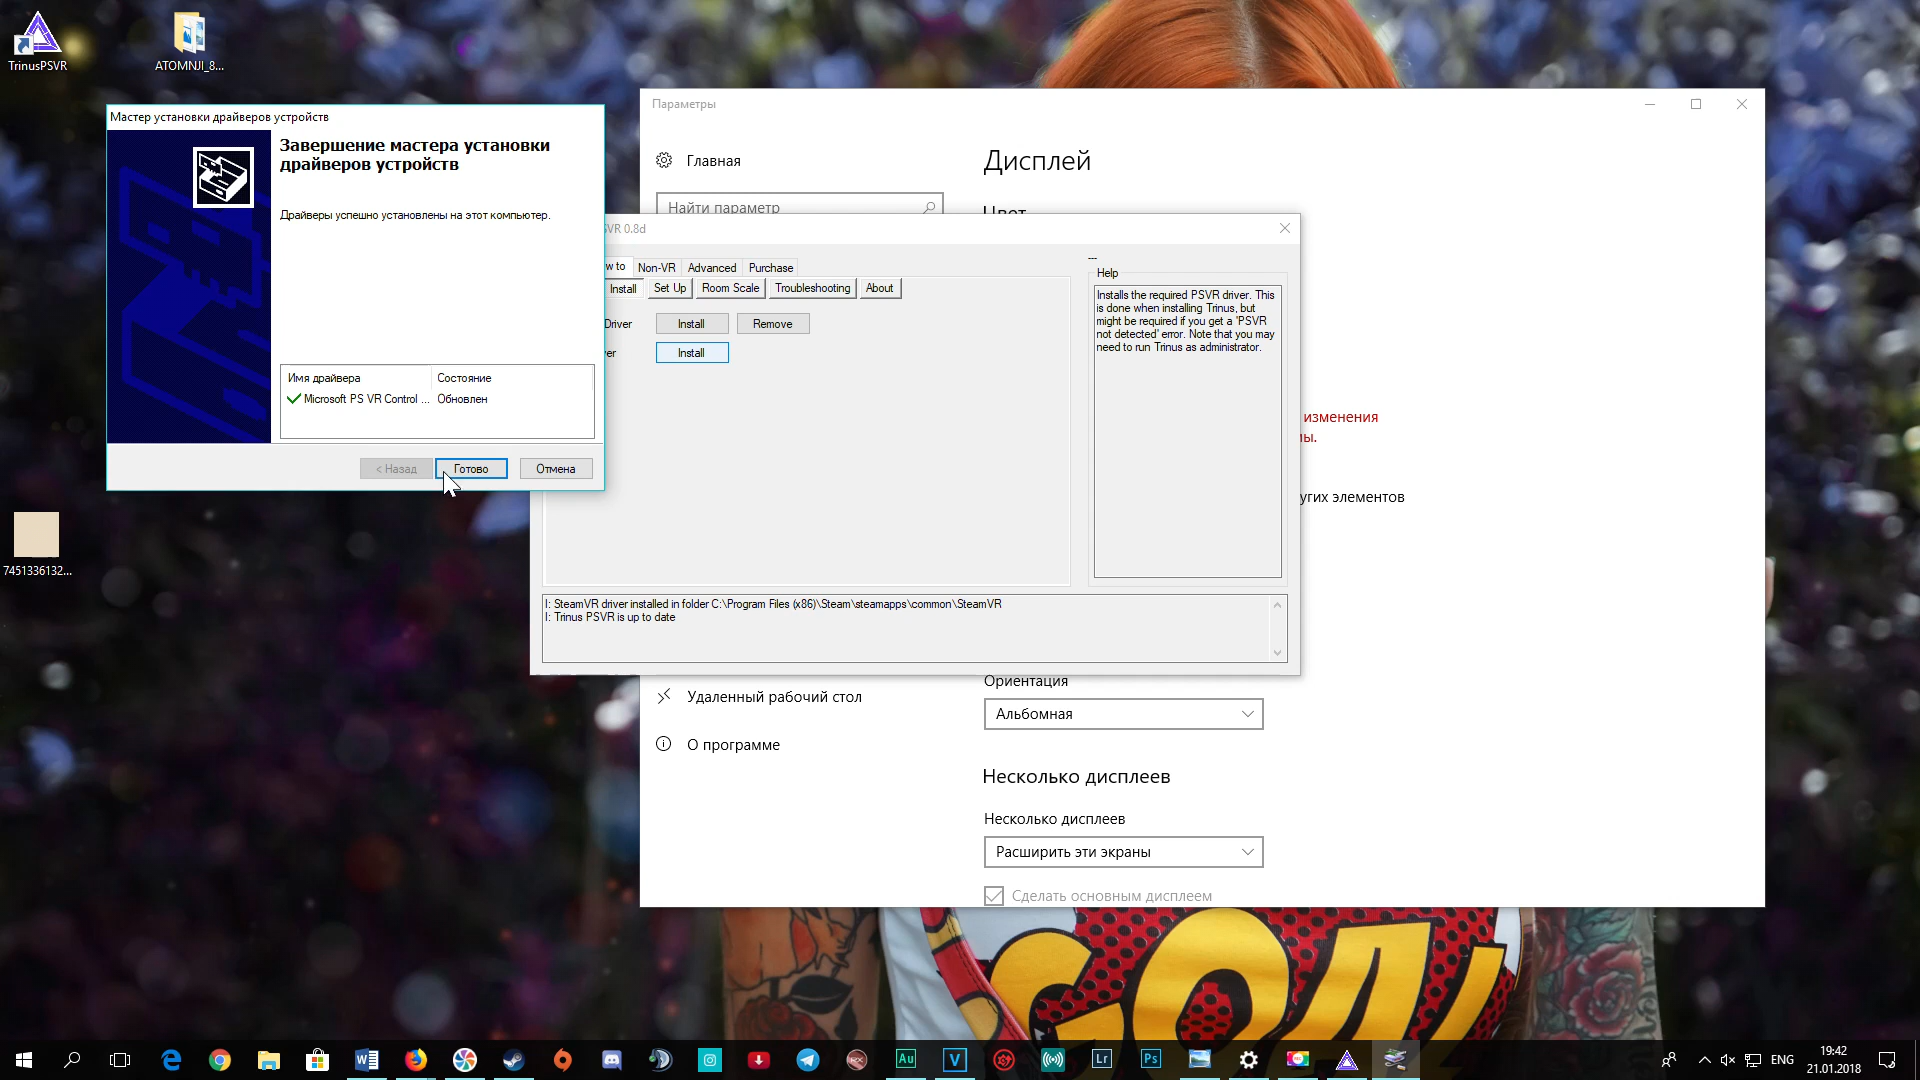 TrinusPSVR
ATOMNJI_8...
7451336132...
Мастер установки драйверов устройств
Завершение мастера установки
драйверов устройств
Драйверы успешно установлены на этот компьютер.
Имя драйвера
Состояние
Microsoft PS VR Control ...
Обновлен
< Назад
Готово
Отмена
Параметры
Главная
Найти параметр
Дисплей
Цвет
SVR 0.8d
w to
Non-VR
Advanced
Purchase
Install
Set Up
Room Scale
Troubleshooting
About
Driver
Install
Remove
er
Install
---
Help
Installs the required PSVR driver. This
is done when installing Trinus, but
might be required if you get a 'PSVR
not detected' error. Note that you may
need to run Trinus as administrator.
I: SteamVR driver installed in folder C:\Program Files (x86)\Steam\steamapps\common\SteamVR
I: Trinus PSVR is up to date
изменения
ы.
угих элементов
Удаленный рабочий стол
О программе
Ориентация
Альбомная
Несколько дисплеев
Несколько дисплеев
Расширить эти экраны
Сделать основным дисплеем
Au
V
Lr
Ps
ENG
19:42
21.01.2018